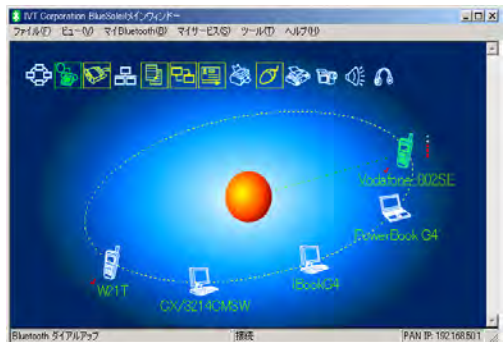 IVT Corporation BlueSoleilメインウィンドー
ファイル(F) ビュー(V) マイBluetooth(B) マイサービス(S) ツール(T) ヘルプ(H)
Vodafone 802SE
PowerBook G4
iBookG4
GX/3214CMSW
W21T
Bluetooth ダイアルアップ 接続 PAN IP: 192.168.50.1